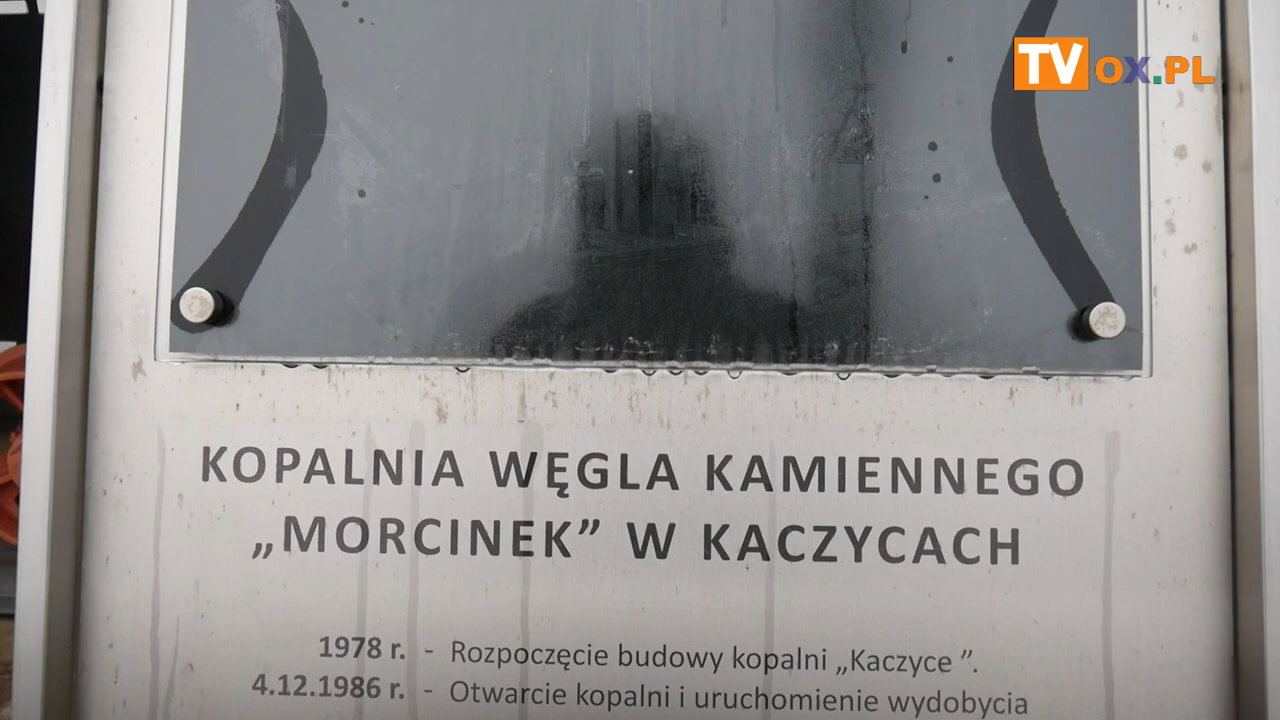 TVOX.PL
KOPALNIA WĘGLA KAMIENNEGO
„MORCINEK” W KACZYCACH
1978 r. - Rozpoczęcie budowy kopalni „Kaczyce ”.
4.12.1986 r. - Otwarcie kopalni i uruchomienie wydobycia